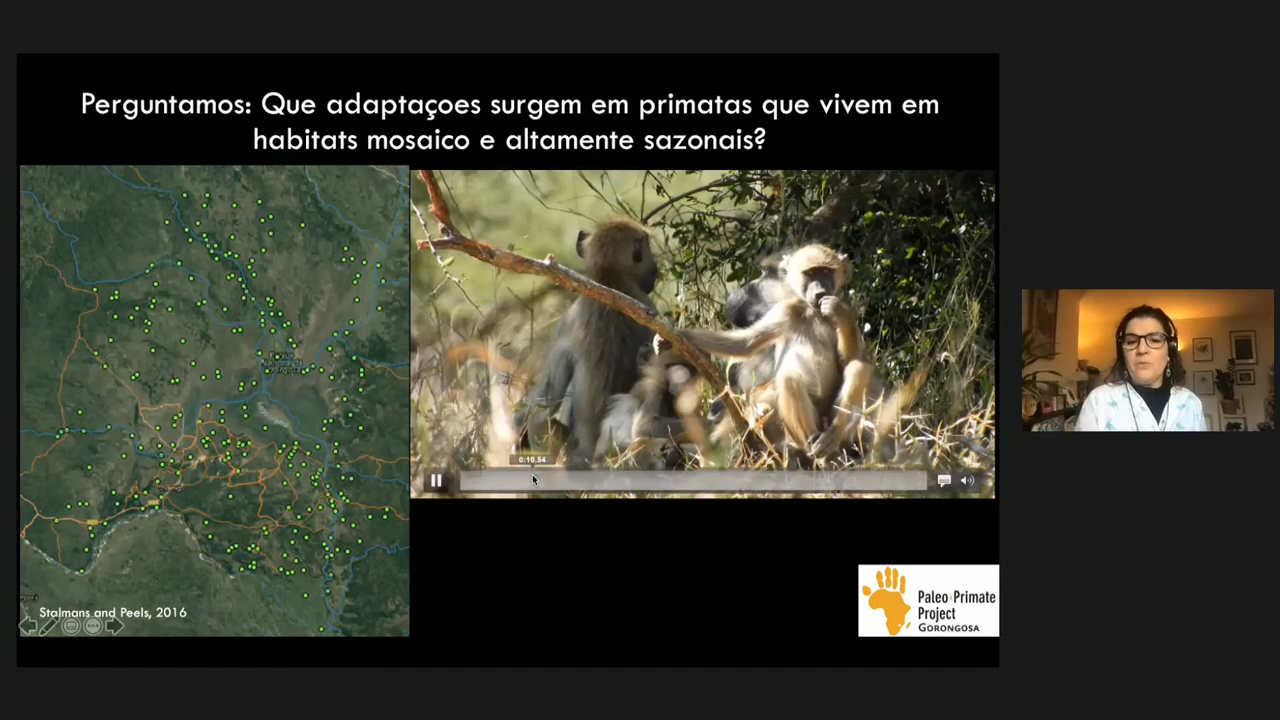 Perguntamos: Que adaptaçoes surgem em primatas que vivem em
habitats mosaico e altamente sazonais?
0:10.54
Stalmans and Peels, 2016
Paleo-Primate
Project
GORONGOSA